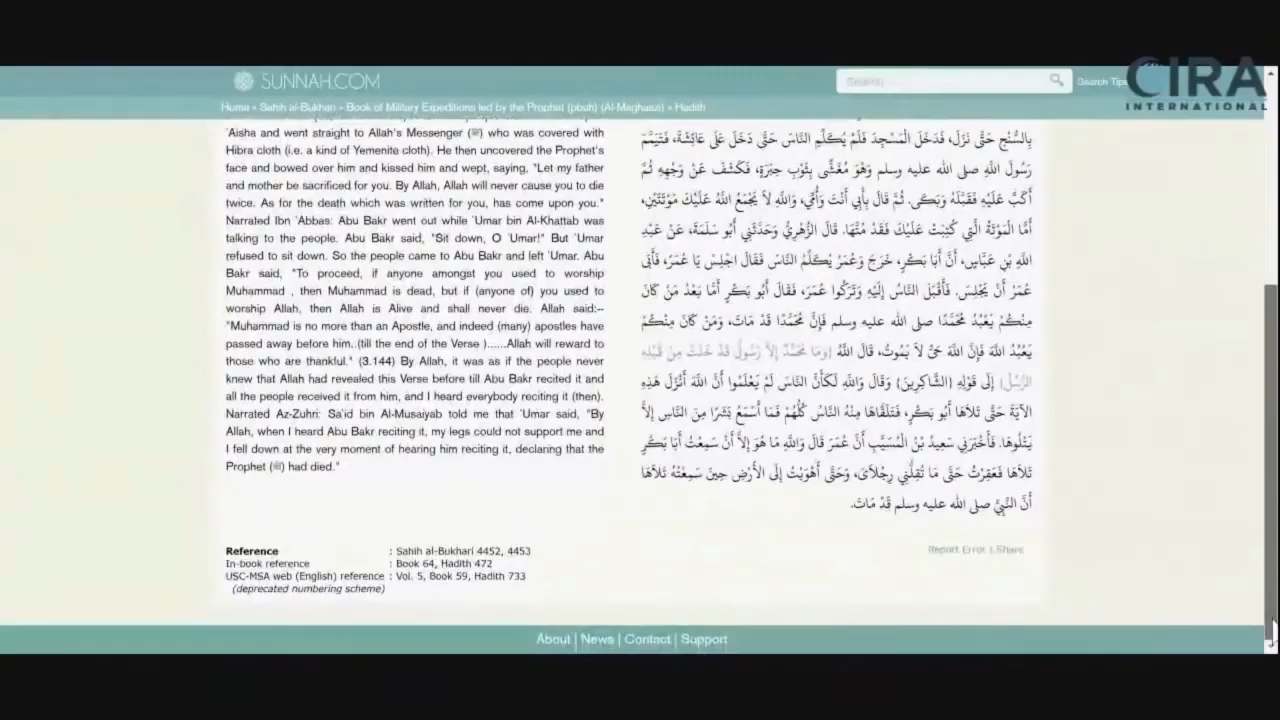 SUNNAH.COM
Search ...
Search Tips
CIRA
INTERNATIONAL
Home » Sahih al-Bukhari » Book of Military Expeditions led by the Prophet (pbuh) (Al-Maghaazi) » Hadith
'Aisha and went straight to Allah's Messenger (ﷺ) who was covered with
Hibra cloth (i.e. a kind of Yemenite cloth). He then uncovered the Prophet's
face and bowed over him and kissed him and wept, saying, "Let my father
and mother be sacrificed for you. By Allah, Allah will never cause you to die
twice. As for the death which was written for you, has come upon you."
Narrated Ibn 'Abbas: Abu Bakr went out while 'Umar bin Al-Khattab was
talking to the people. Abu Bakr said, "Sit down, O 'Umar!" But 'Umar
refused to sit down. So the people came to Abu Bakr and left 'Umar. Abu
Bakr said, "To proceed, if anyone amongst you used to worship
Muhammad , then Muhammad is dead, but if (anyone of) you used to
worship Allah, then Allah is Alive and shall never die. Allah said:--
"Muhammad is no more than an Apostle, and indeed (many) apostles have
passed away before him..(till the end of the Verse )......Allah will reward to
those who are thankful." (3.144) By Allah, it was as if the people never
knew that Allah had revealed this Verse before till Abu Bakr recited it and
all the people received it from him, and I heard everybody reciting it (then).
Narrated Az-Zuhri: Sa'id bin Al-Musaiyab told me that 'Umar said, "By
Allah, when I heard Abu Bakr reciting it, my legs could not support me and
I fell down at the very moment of hearing him reciting it, declaring that the
Prophet (ﷺ) had died."
بِالسُّنْحِ حَتَّى نَزَلَ، فَدَخَلَ الْمَسْجِدَ فَلَمْ يُكَلِّمِ النَّاسَ حَتَّى دَخَلَ عَلَى عَائِشَةَ، فَتَيَمَّمَ
رَسُولَ اللَّهِ صلى الله عليه وسلم وَهْوَ مُغَشًّى بِثَوْبِ حِبَرَةٍ، فَكَشَفَ عَنْ وَجْهِهِ ثُمَّ
أَكَبَّ عَلَيْهِ فَقَبَّلَهُ وَبَكَى. ثُمَّ قَالَ بِأَبِي أَنْتَ وَأُمِّي، وَاللَّهِ لاَ يَجْمَعُ اللَّهُ عَلَيْكَ مَوْتَتَيْنِ،
أَمَّا الْمَوْتَةُ الَّتِي كُتِبَتْ عَلَيْكَ فَقَدْ مُتَّهَا. قَالَ الزُّهْرِيُّ وَحَدَّثَنِي أَبُو سَلَمَةَ، عَنْ عَبْدِ
اللَّهِ بْنِ عَبَّاسٍ، أَنَّ أَبَا بَكْرٍ، خَرَجَ وَعُمَرُ يُكَلِّمُ النَّاسَ فَقَالَ اجْلِسْ يَا عُمَرُ، فَأَبَى
عُمَرُ أَنْ يَجْلِسَ. فَأَقْبَلَ النَّاسُ إِلَيْهِ وَتَرَكُوا عُمَرَ، فَقَالَ أَبُو بَكْرٍ أَمَّا بَعْدُ مَنْ كَانَ
مِنْكُمْ يَعْبُدُ مُحَمَّدًا صلى الله عليه وسلم فَإِنَّ مُحَمَّدًا قَدْ مَاتَ، وَمَنْ كَانَ مِنْكُمْ
يَعْبُدُ اللَّهَ فَإِنَّ اللَّهَ حَىٌّ لاَ يَمُوتُ، قَالَ اللَّهُ {وَمَا مُحَمَّدٌ إِلاَّ رَسُولٌ قَدْ خَلَتْ مِنْ قَبْلِهِ
الرُّسُلُ} إِلَى قَوْلِهِ {الشَّاكِرِينَ} وَقَالَ وَاللَّهِ لَكَأَنَّ النَّاسَ لَمْ يَعْلَمُوا أَنَّ اللَّهَ أَنْزَلَ هَذِهِ
الآيَةَ حَتَّى تَلاَهَا أَبُو بَكْرٍ، فَتَلَقَّاهَا مِنْهُ النَّاسُ كُلُّهُمْ فَمَا أَسْمَعُ بَشَرًا مِنَ النَّاسِ إِلاَّ
يَتْلُوهَا. فَأَخْبَرَنِي سَعِيدُ بْنُ الْمُسَيَّبِ أَنَّ عُمَرَ قَالَ وَاللَّهِ مَا هُوَ إِلاَّ أَنْ سَمِعْتُ أَبَا بَكْرٍ
تَلاَهَا فَعَقِرْتُ حَتَّى مَا تُقِلُّنِي رِجْلاَىَ، وَحَتَّى أَهْوَيْتُ إِلَى الأَرْضِ حِينَ سَمِعْتُهُ تَلاَهَا
أَنَّ النَّبِيَّ صلى الله عليه وسلم قَدْ مَاتَ.
Reference : Sahih al-Bukhari 4452, 4453
In-book reference : Book 64, Hadith 472
USC-MSA web (English) reference : Vol. 5, Book 59, Hadith 733
(deprecated numbering scheme)
Report Error | Share
About | News | Contact | Support